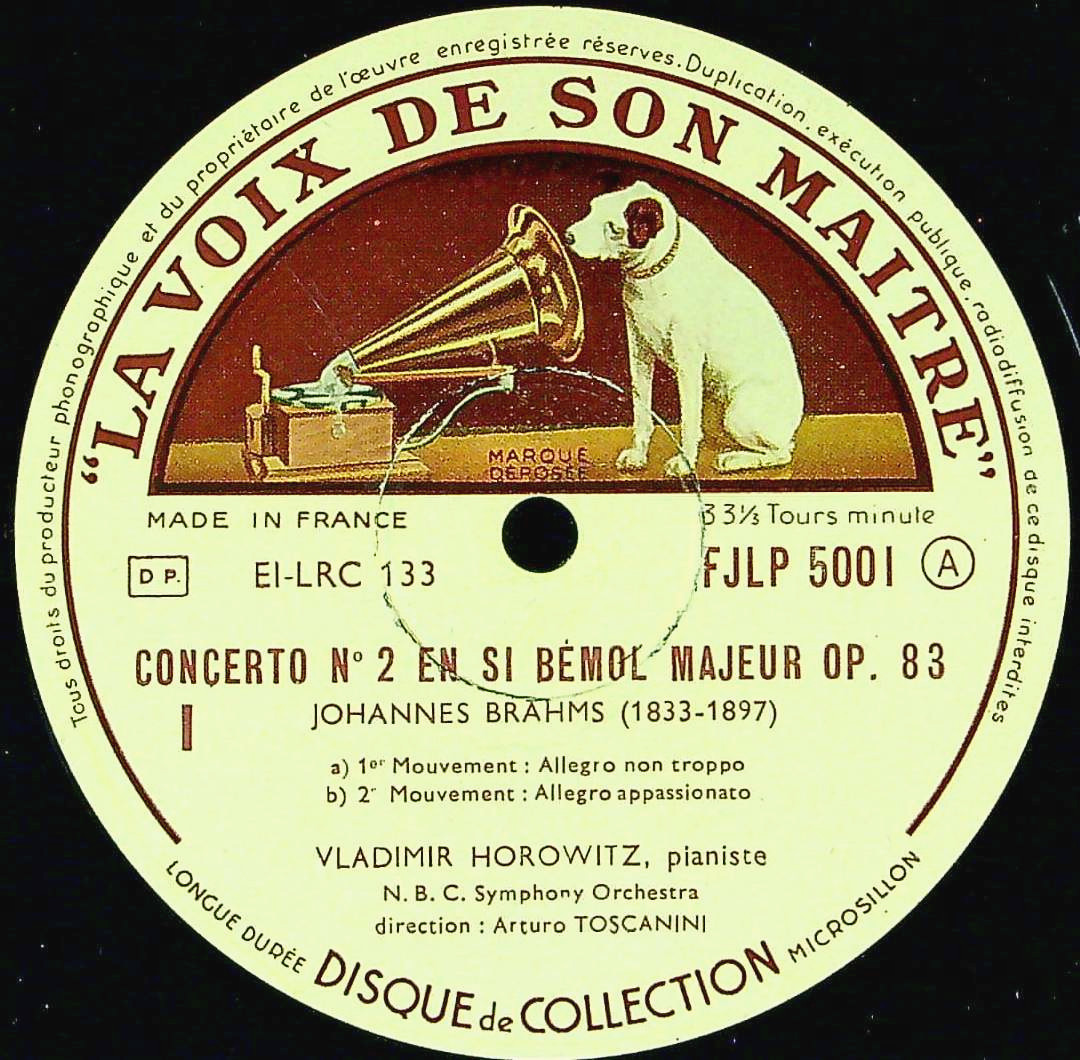 Tous droits du producteur phonographique et du propriétaire de l'œuvre enregistrée réserves. Duplication, exécution publique, radiodiffusion de ce disque interdites
"LA VOIX DE SON MAITRE"
MARQUE
DÉPOSÉE
MADE IN FRANCE
33⅓ Tours minute
D P.
EI-LRC 133
FJLP 5001
A
CONCERTO Nº 2 EN SI BÉMOL MAJEUR OP. 83
I
JOHANNES BRAHMS (1833-1897)
a) 1er Mouvement : Allegro non troppo
b) 2e Mouvement : Allegro appassionato
VLADIMIR HOROWITZ, pianiste
N. B. C. Symphony Orchestra
direction : Arturo TOSCANINI
LONGUE DURÉE
DISQUE de COLLECTION
MICROSILLON